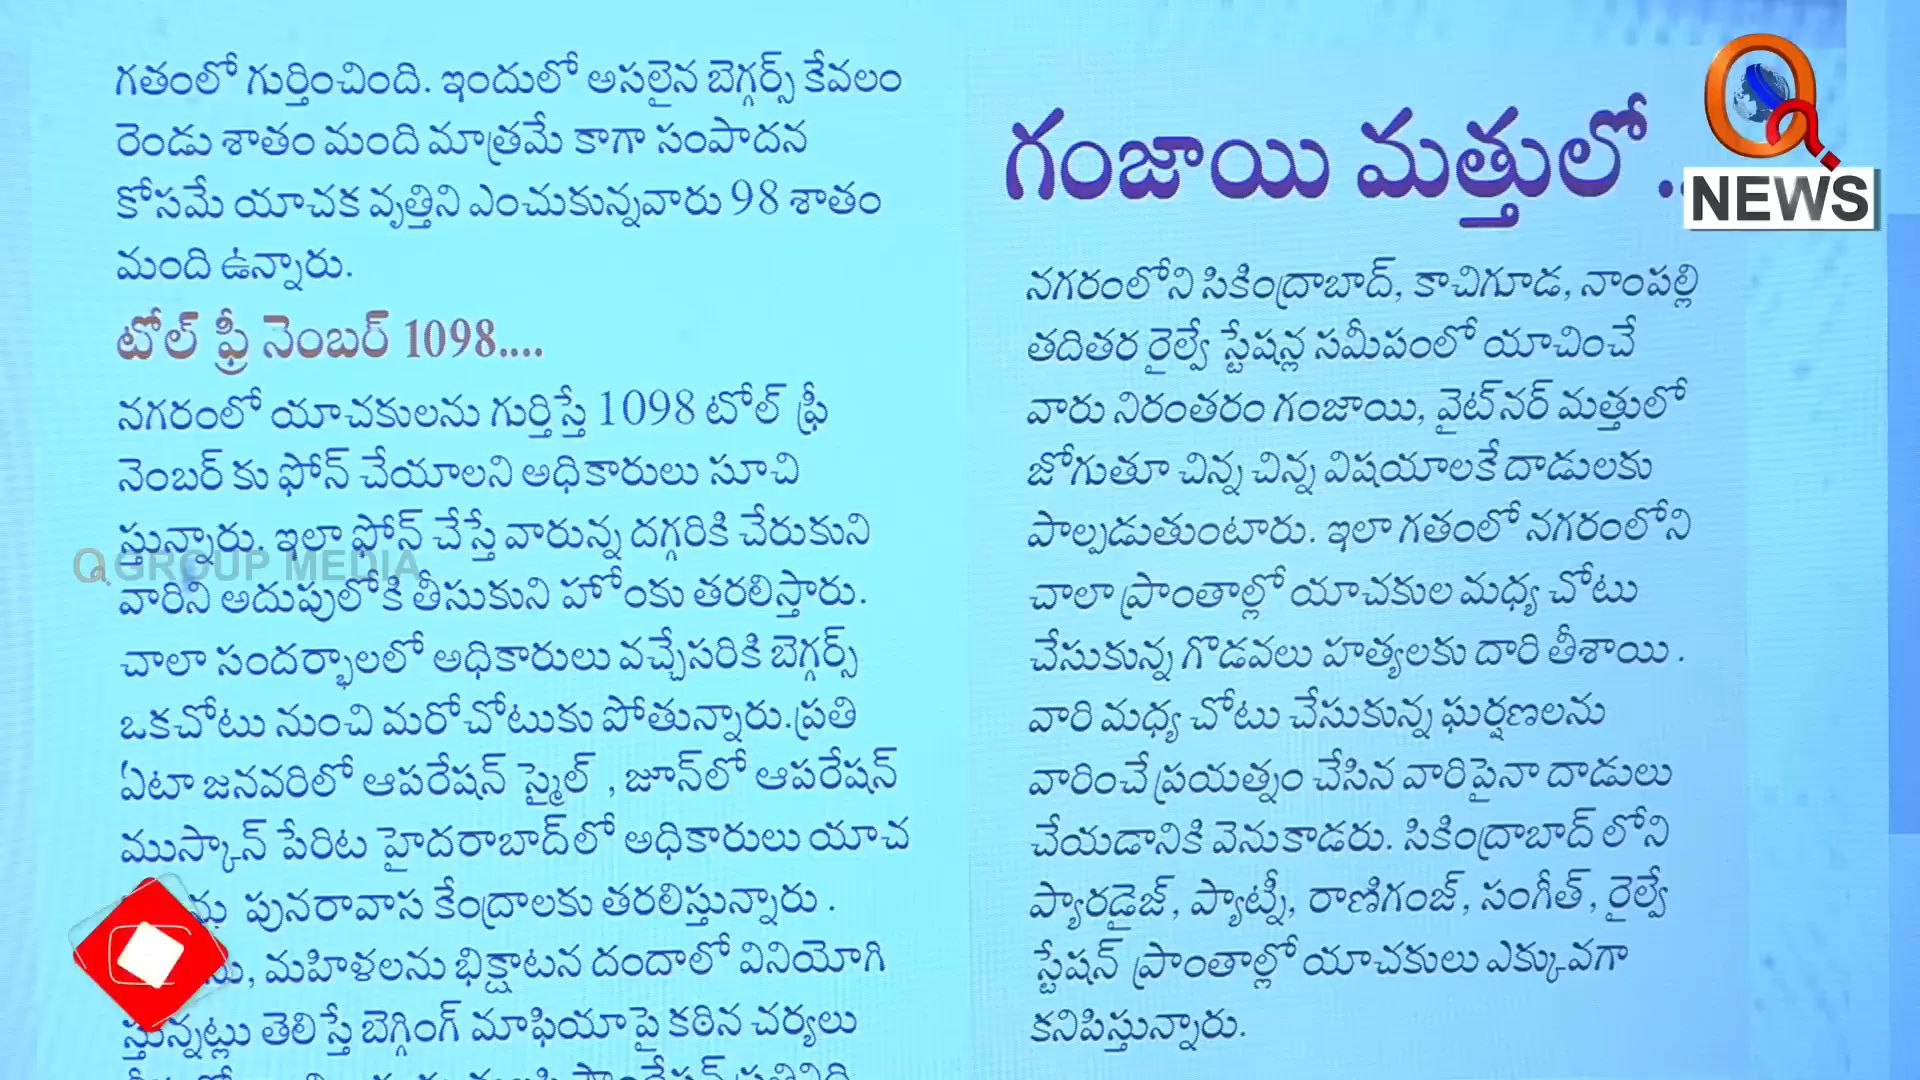 గతంలో గుర్తించింది. ఇందులో అసలైన బెగ్గర్స్ కేవలం
రెండు శాతం మంది మాత్రమే కాగా సంపాదన
కోసమే యాచక వృత్తిని ఎంచుకున్నవారు 98 శాతం
మంది ఉన్నారు.
టోల్ ఫ్రీ నెంబర్ 1098....
నగరంలో యాచకులను గుర్తిస్తే 1098 టోల్ ఫ్రీ
నెంబర్ కు ఫోన్ చేయాలని అధికారులు సూచి
స్తున్నారు. ఇలా ఫోన్ చేస్తే వారున్న దగ్గరికి చేరుకుని
వారిని అదుపులోకి తీసుకుని హోంకు తరలిస్తారు.
చాలా సందర్భాలలో అధికారులు వచ్చేసరికి బెగ్గర్స్
ఒకచోటు నుంచి మరోచోటుకు పోతున్నారు.ప్రతి
ఏటా జనవరిలో ఆపరేషన్ స్మైల్ , జూన్‌లో ఆపరేషన్
ముస్కాన్ పేరిట హైదరాబాద్‌లో అధికారులు యాచ
పునరావాస కేంద్రాలకు తరలిస్తున్నారు .
మహిళలను భిక్షాటన దందాలో వినియోగి
స్తున్నట్లు తెలిస్తే బెగ్గింగ్ మాఫియాపై కఠిన చర్యలు
గంజాయి మత్తులో ..
నగరంలోని సికింద్రాబాద్, కాచిగూడ, నాంపల్లి
తదితర రైల్వే స్టేషన్ల సమీపంలో యాచించే
వారు నిరంతరం గంజాయి, వైట్‌నర్ మత్తులో
జోగుతూ చిన్న చిన్న విషయాలకే దాడులకు
పాల్పడుతుంటారు. ఇలా గతంలో నగరంలోని
చాలా ప్రాంతాల్లో యాచకుల మధ్య చోటు
చేసుకున్న గొడవలు హత్యలకు దారి తీశాయి .
వారి మధ్య చోటు చేసుకున్న ఘర్షణలను
వారించే ప్రయత్నం చేసిన వారిపైనా దాడులు
చేయడానికి వెనుకాడరు. సికింద్రాబాద్ లోని
ప్యారడైజ్, ప్యాట్నీ, రాణిగంజ్, సంగీత్, రైల్వే
స్టేషన్ ప్రాంతాల్లో యాచకులు ఎక్కువగా
కనిపిస్తున్నారు.
Q NEWS
Q GROUP MEDIA